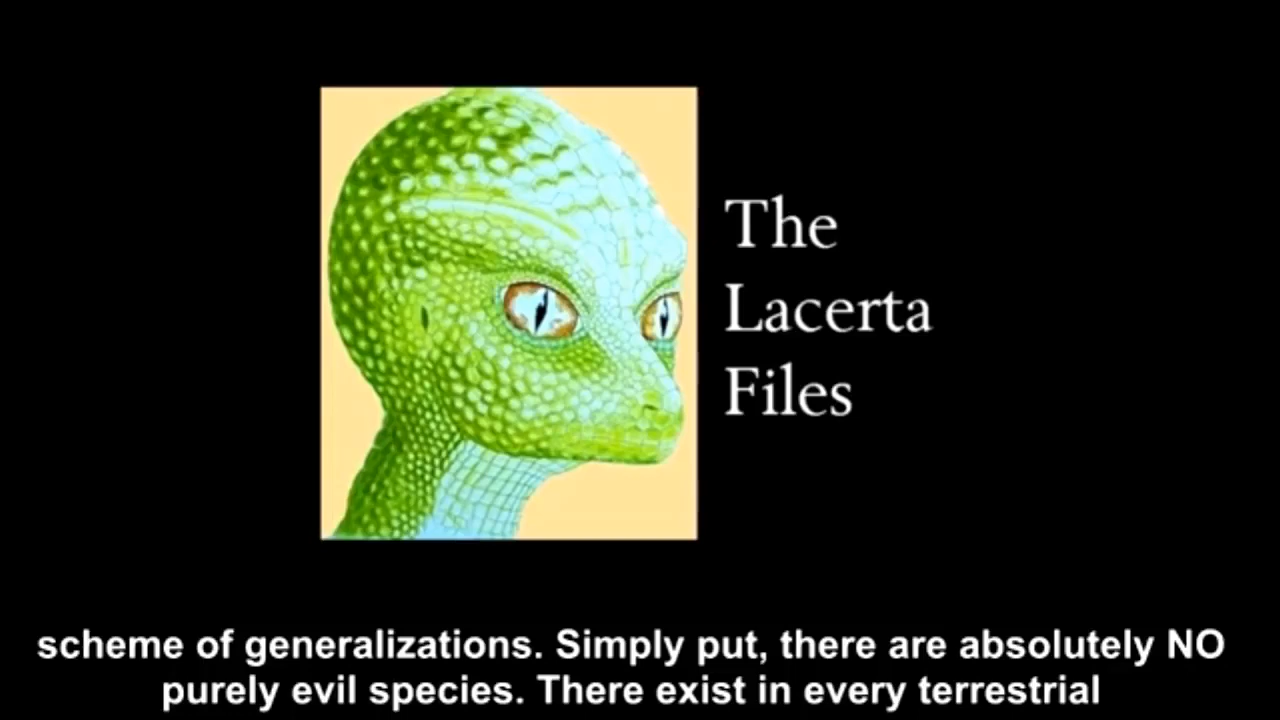 The
Lacerta
Files
scheme of generalizations. Simply put, there are absolutely NO
purely evil species. There exist in every terrestrial